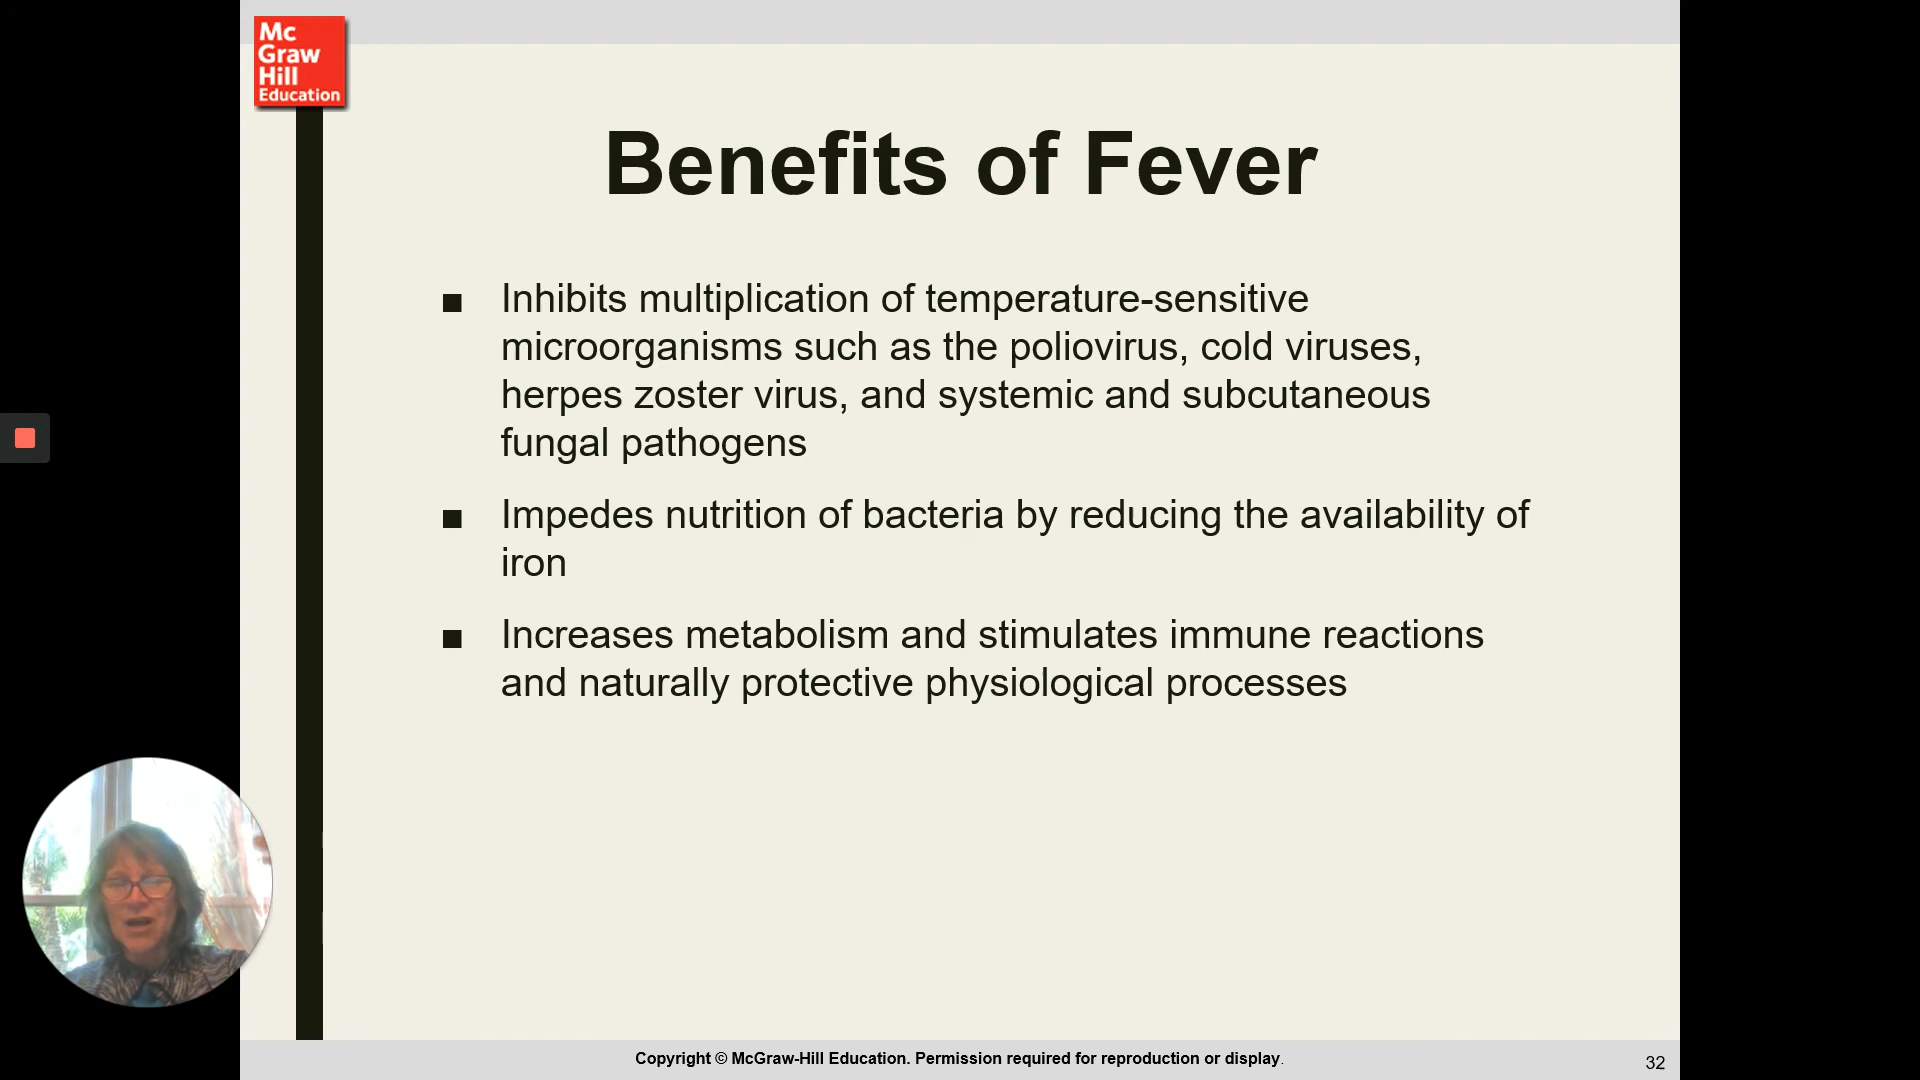 Mc
Graw
Hill
Education
Benefits of Fever
■ Inhibits multiplication of temperature-sensitive
microorganisms such as the poliovirus, cold viruses,
herpes zoster virus, and systemic and subcutaneous
fungal pathogens
■ Impedes nutrition of bacteria by reducing the availability of
iron
■ Increases metabolism and stimulates immune reactions
and naturally protective physiological processes
Copyright © McGraw-Hill Education. Permission required for reproduction or display.
32